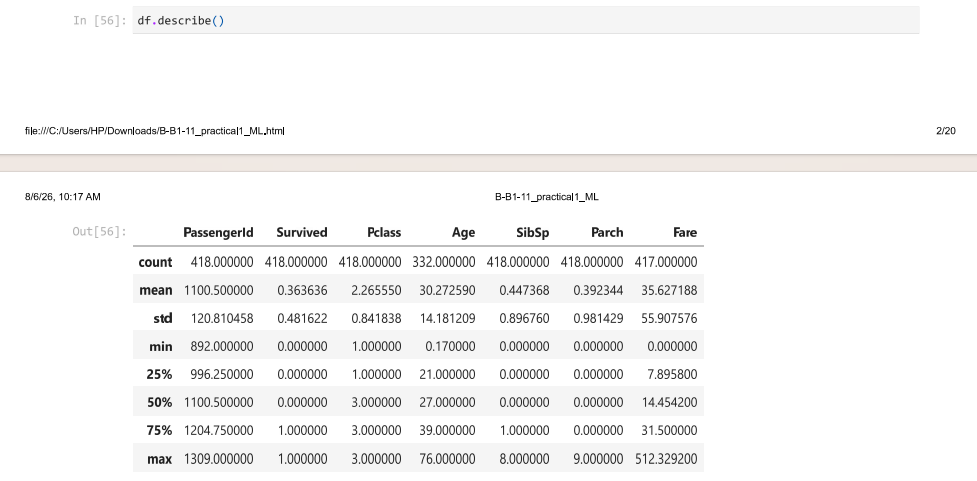 In [56]: df.describe()
file:///C:/Users/HP/Downloads/B-B1-11_practical1_ML.html 2/20
8/6/26, 10:17 AM B-B1-11_practical1_ML
Out[56]: PassengerId Survived Pclass Age SibSp Parch Fare
count 418.000000 418.000000 418.000000 332.000000 418.000000 418.000000 417.000000
mean 1100.500000 0.363636 2.265550 30.272590 0.447368 0.392344 35.627188
std 120.810458 0.481622 0.841838 14.181209 0.896760 0.981429 55.907576
min 892.000000 0.000000 1.000000 0.170000 0.000000 0.000000 0.000000
25% 996.250000 0.000000 1.000000 21.000000 0.000000 0.000000 7.895800
50% 1100.500000 0.000000 3.000000 27.000000 0.000000 0.000000 14.454200
75% 1204.750000 1.000000 3.000000 39.000000 1.000000 0.000000 31.500000
max 1309.000000 1.000000 3.000000 76.000000 8.000000 9.000000 512.329200